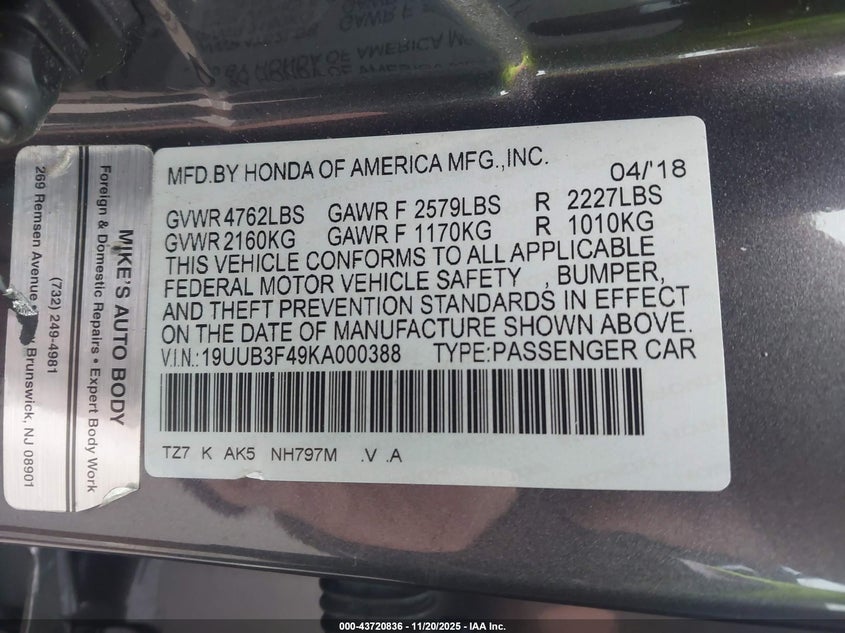 MFD.BY HONDA OF AMERICA MFG.,INC. 04/'18
GVWR 4762LBS GAWR F 2579LBS R 2227LBS
GVWR 2160KG GAWR F 1170KG R 1010KG
THIS VEHICLE CONFORMS TO ALL APPLICABLE
FEDERAL MOTOR VEHICLE SAFETY , BUMPER,
AND THEFT PREVENTION STANDARDS IN EFFECT
ON THE DATE OF MANUFACTURE SHOWN ABOVE.
V.I.N.: 19UUB3F49KA000388 TYPE:PASSENGER CAR
TZ7 K AK5 NH797M .V .A
MIKE'S AUTO BODY
Foreign & Domestic Repairs • Expert Body Work
(732) 249-4981
269 Remsen Avenue • Brunswick, NJ 08901
000-43720836 - 11/20/2025 - IAA Inc.